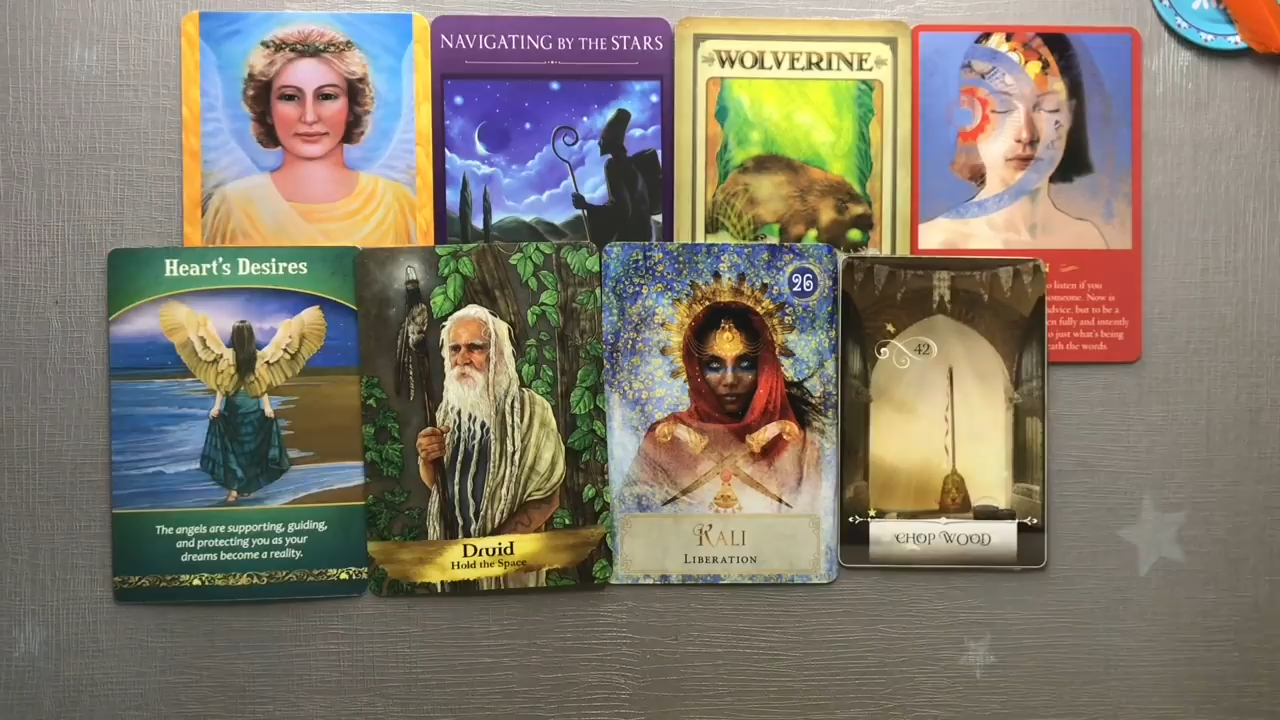 NAVIGATING BY THE STARS
WOLVERINE
o listen if you
omeone. Now is
dvice, but to be a
en fully and intently
o just what's being
ath the words.
Heart's Desires
The angels are supporting, guiding,
and protecting you as your
dreams become a reality.
Druid
Hold the Space
26
KALI
LIBERATION
42
CHOP WOOD